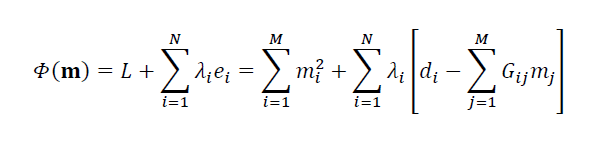 Φ(𝐦) = L + ∑_{i=1}^{N} λ_i e_i = ∑_{i=1}^{M} m_i^2 + ∑_{i=1}^{N} λ_i [d_i − ∑_{j=1}^{M} G_{ij} m_j]